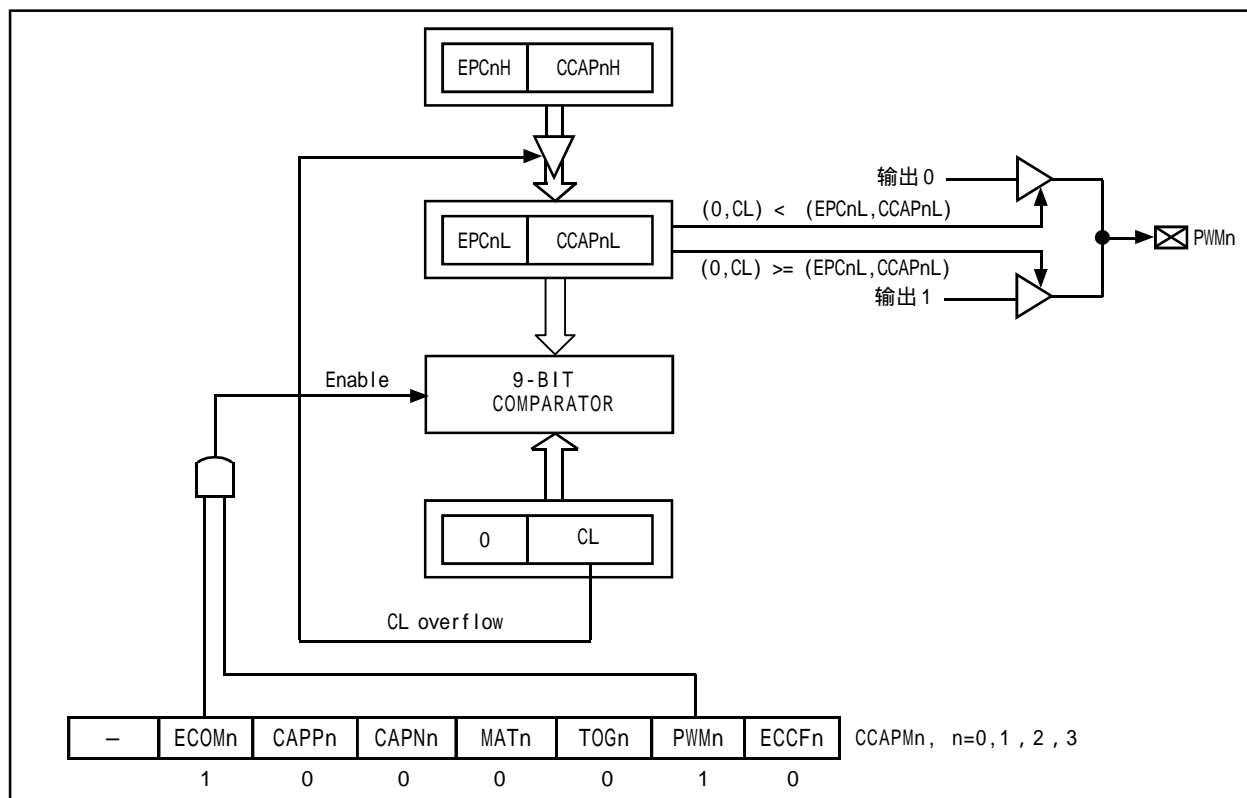 EPCnH CCAPnH
输出0
(0,CL) < (EPCnL,CCAPnL)
EPCnL CCAPnL
PWMn
(0,CL) >= (EPCnL,CCAPnL)
输出1
Enable
9-BIT
COMPARATOR
0 CL
CL overflow
— ECOMn CAPPn CAPNn MATn TOGn PWMn ECCFn CCAPMn, n=0,1,2,3
1 0 0 0 0 1 0